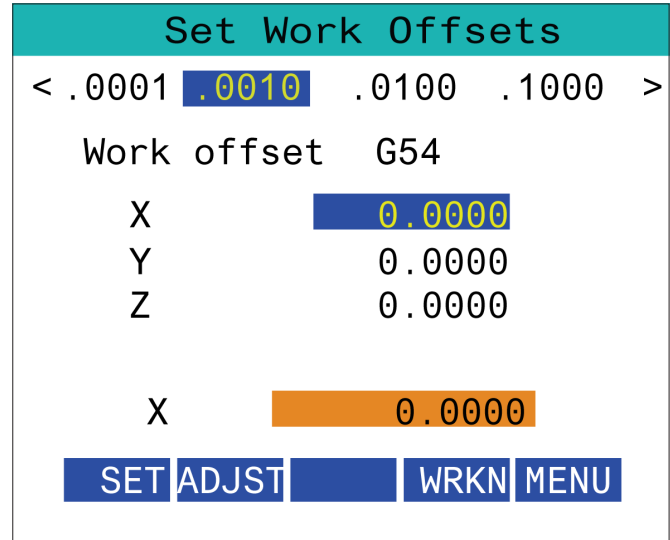 Set Work Offsets
< .0001 .0010 .0100 .1000 >
Work offset G54
X 0.0000
Y 0.0000
Z 0.0000
X 0.0000
SET ADJST WRKN MENU